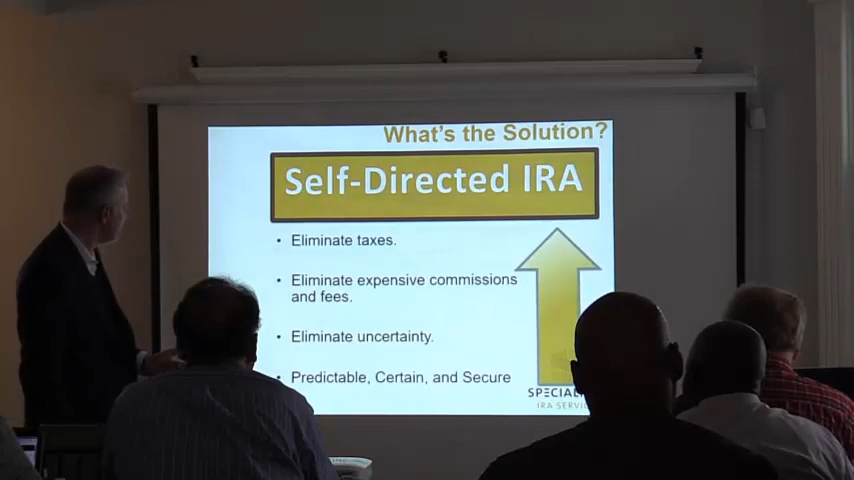 What's the Solution?
Self-Directed IRA
• Eliminate taxes.
• Eliminate expensive commissions
and fees.
• Eliminate uncertainty.
• Predictable, Certain, and Secure
IRA